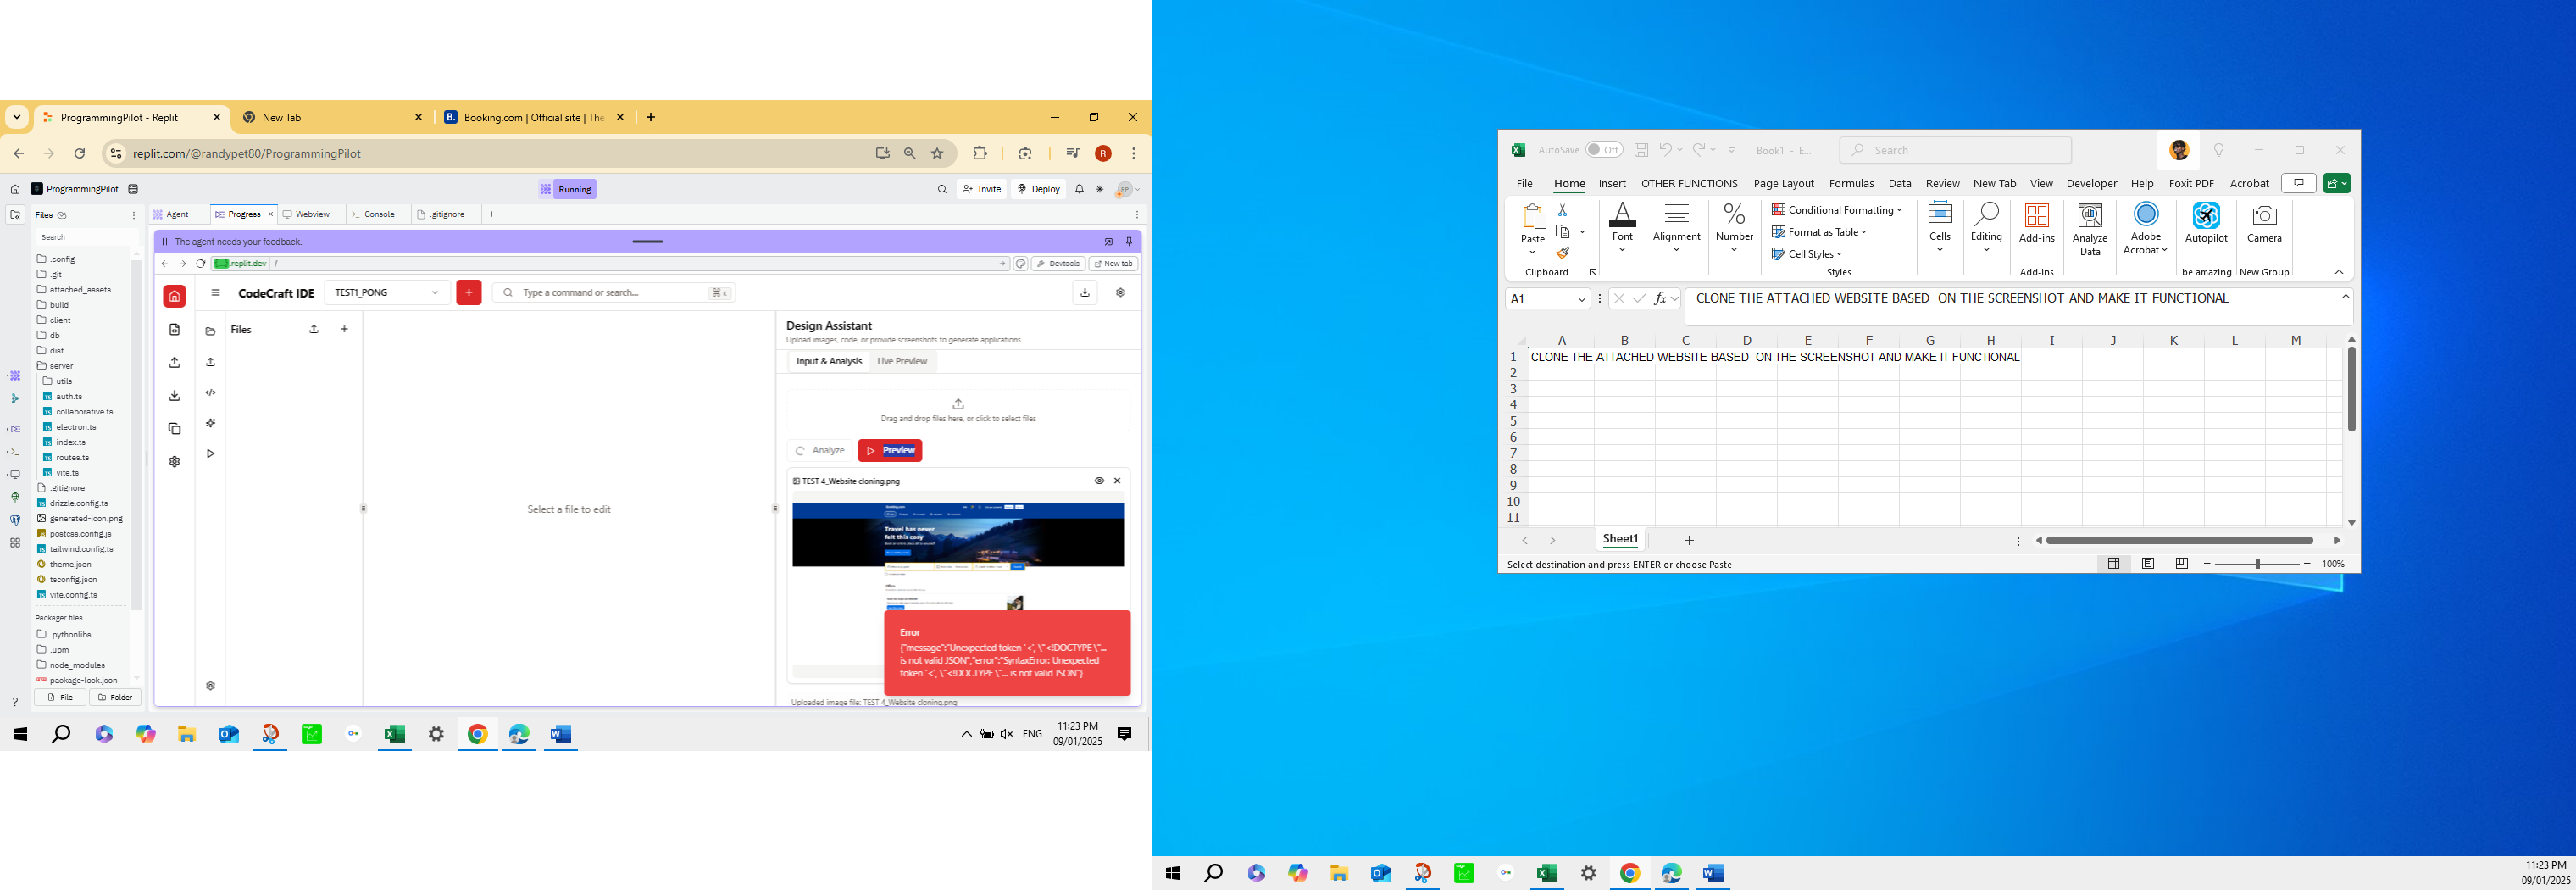 ProgrammingPilot - Replit
New Tab
Booking.com | Official site | The
replit.com/@randypet80/ProgrammingPilot
R
ProgrammingPilot
Running
Invite
Deploy
RP
Files
Agent
Progress
Webview
Console
.gitignore
Search
The agent needs your feedback.
.config
.git
attached_assets
build
client
db
dist
server
utils
auth.ts
collaborative.ts
electron.ts
index.ts
routes.ts
vite.ts
.gitignore
drizzle.config.ts
generated-icon.png
postcss.config.js
tailwind.config.ts
theme.json
tsconfig.json
vite.config.ts
Packager files
.pythonlibs
.upm
node_modules
package-lock.json
File
Folder
.replit.dev /
Devtools
New tab
CodeCraft IDE
TEST1_PONG
Type a command or search...
⌘ K
Files
Select a file to edit
Design Assistant
Upload images, code, or provide screenshots to generate applications
Input & Analysis
Live Preview
Drag and drop files here, or click to select files
Analyze
Preview
TEST 4_Website cloning.png
Travel has never
felt this cosy
Error
{"message":"Unexpected token '<', \"<!DOCTYPE \"...
is not valid JSON","error":"SyntaxError: Unexpected
token '<', \"<!DOCTYPE \"... is not valid JSON"}
Uploaded image file: TEST 4_Website cloning.png
ENG
11:23 PM
09/01/2025
AutoSave
Off
Book1 - E...
Search
File
Home
Insert
OTHER FUNCTIONS
Page Layout
Formulas
Data
Review
New Tab
View
Developer
Help
Foxit PDF
Acrobat
Paste
Clipboard
Font
Alignment
Number
Conditional Formatting
Format as Table
Cell Styles
Styles
Cells
Editing
Add-ins
Add-ins
Analyze
Data
Adobe
Acrobat
Autopilot
be amazing
Camera
New Group
A1
fx
CLONE THE ATTACHED WEBSITE BASED  ON THE SCREENSHOT AND MAKE IT FUNCTIONAL
A B C D E F G H I J K L M
1 CLONE THE ATTACHED WEBSITE BASED  ON THE SCREENSHOT AND MAKE IT FUNCTIONAL
2
3
4
5
6
7
8
9
10
11
Sheet1
Select destination and press ENTER or choose Paste
100%
11:23 PM
09/01/2025